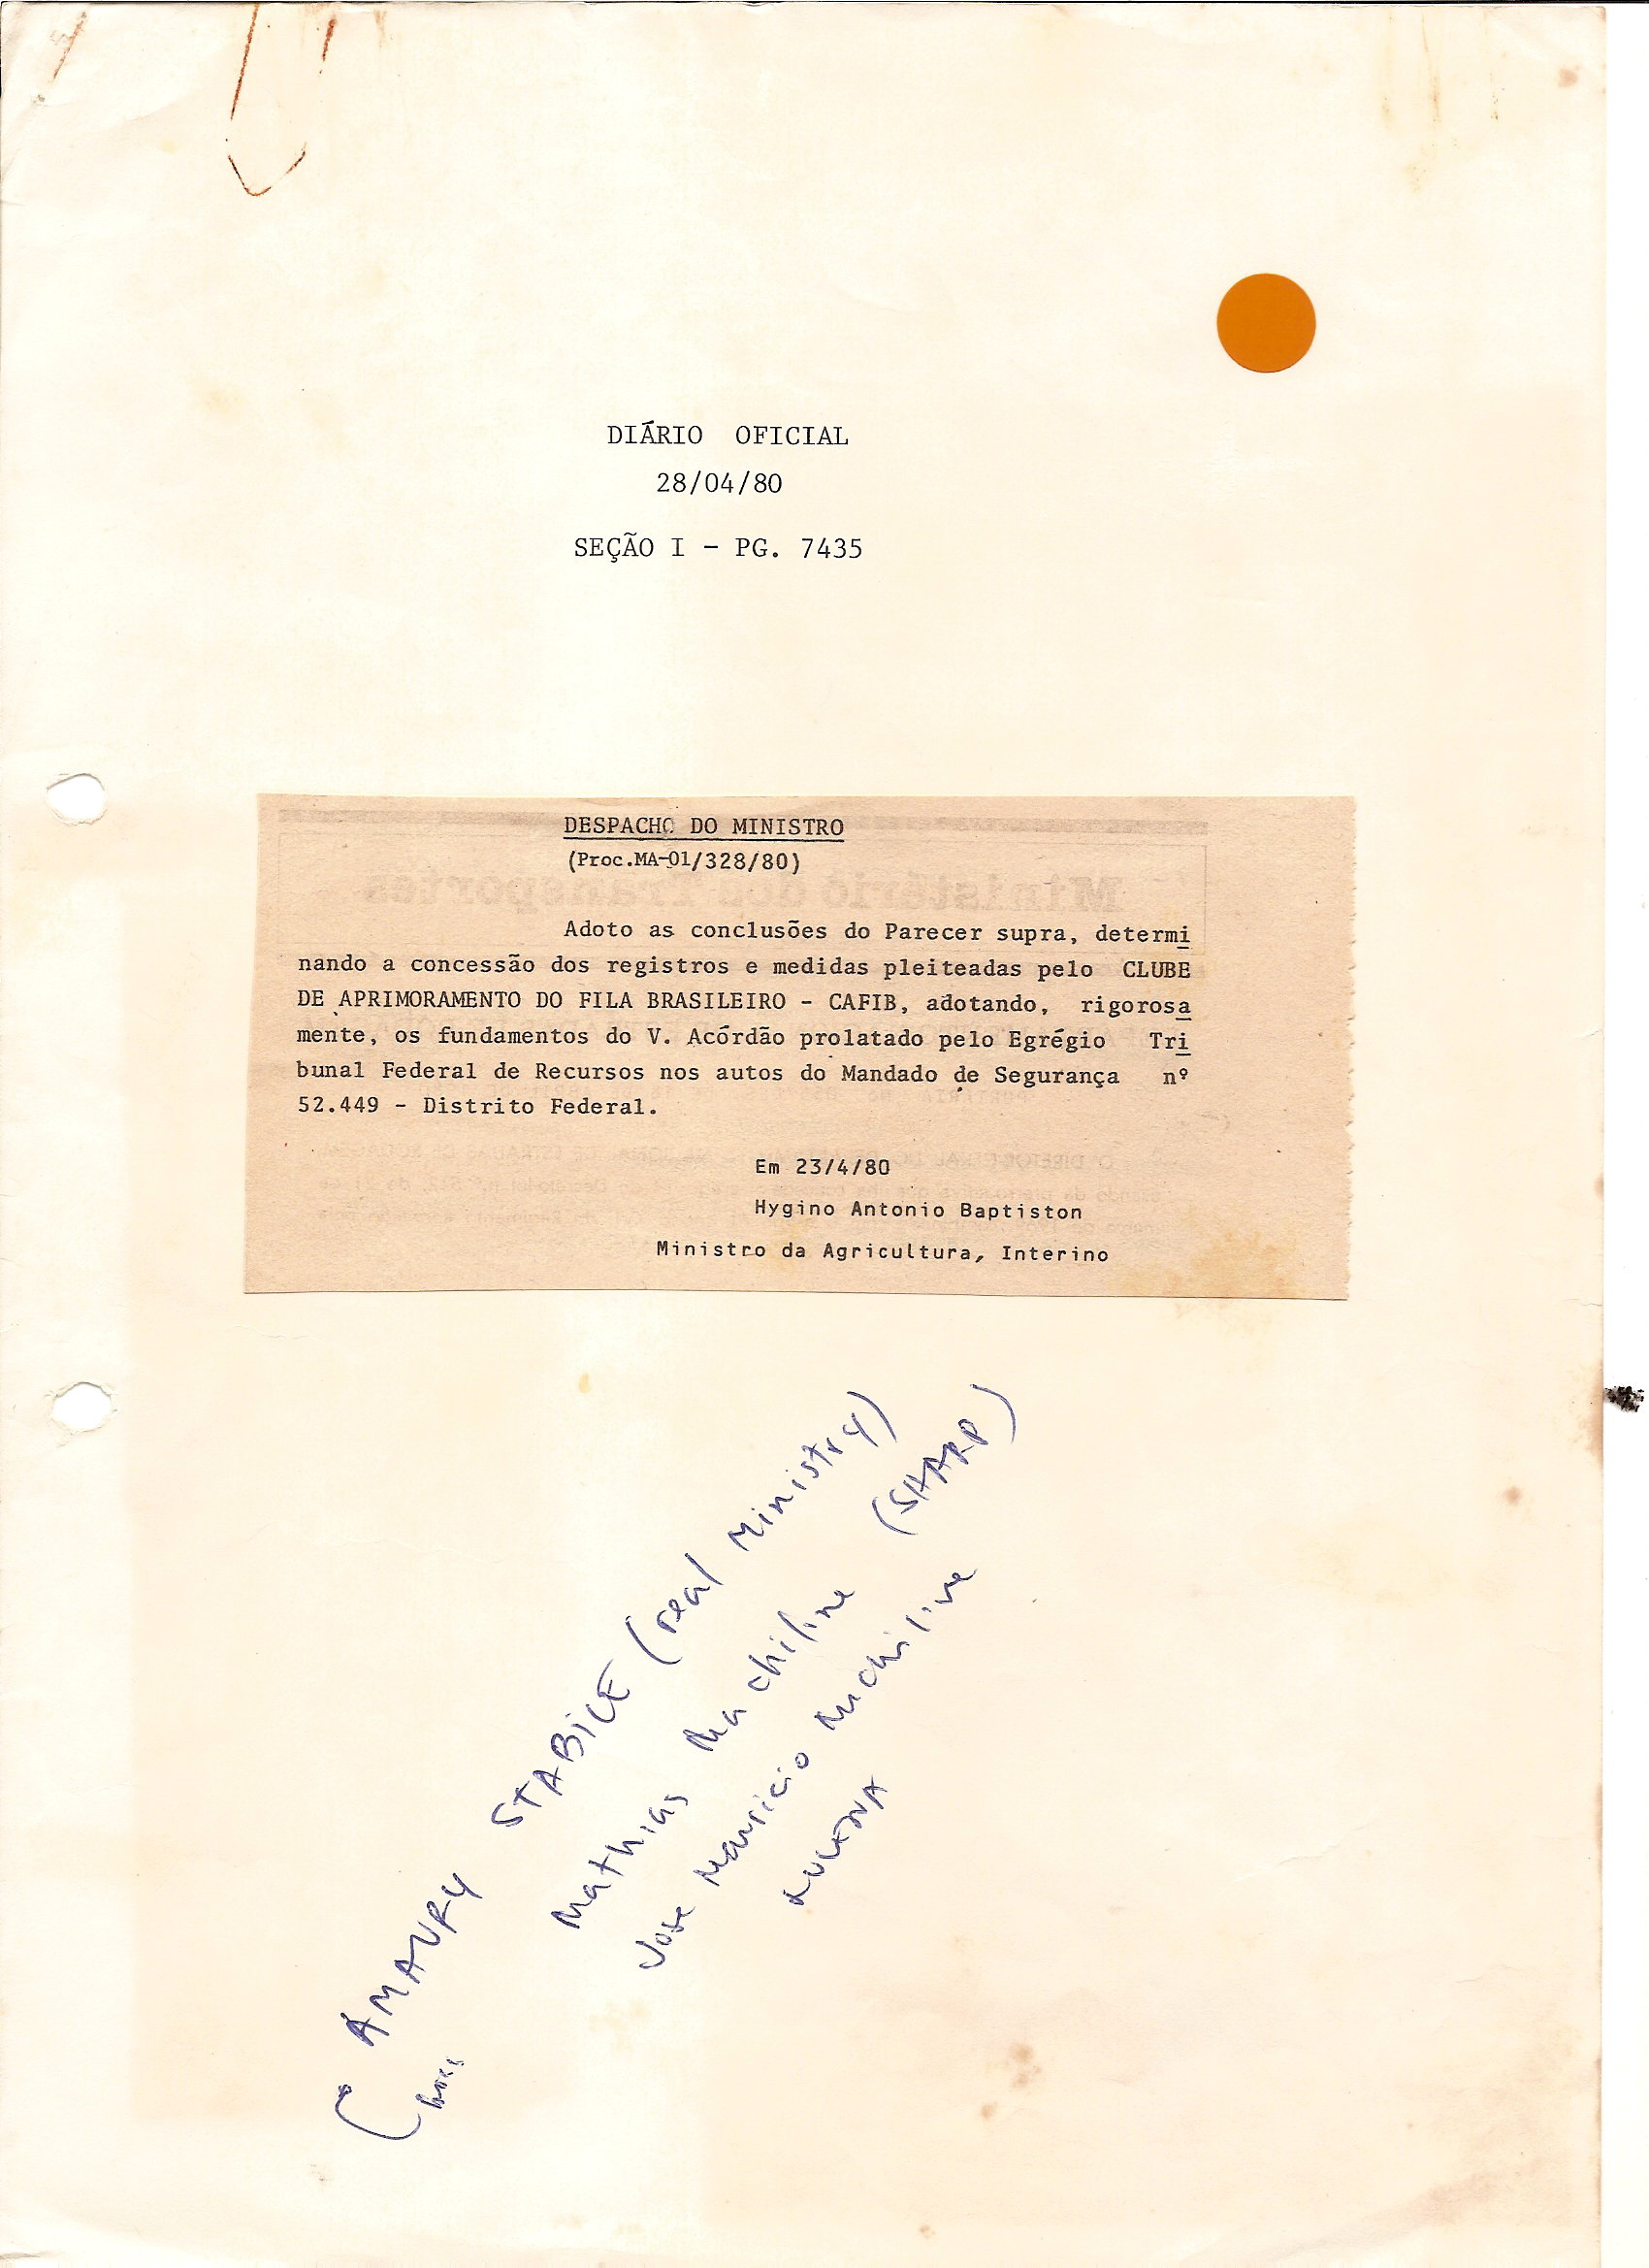 DIÁRIO OFICIAL
28/04/80
SEÇÃO I - PG. 7435
DESPACHO DO MINISTRO
(Proc.MA-01/328/80)
Adoto as conclusões do Parecer supra, determi
nando a concessão dos registros e medidas pleiteadas pelo CLUBE
DE APRIMORAMENTO DO FILA BRASILEIRO - CAFIB, adotando, rigorosa
mente, os fundamentos do V. Acórdão prolatado pelo Egrégio Tri
bunal Federal de Recursos nos autos do Mandado de Segurança nº
52.449 - Distrito Federal.
Em 23/4/80
Hygino Antonio Baptiston
Ministro da Agricultura, Interino
AMAURY STABILE (real Ministry)
Mathias Machline (SHARP)
Jose Mauricio Machline